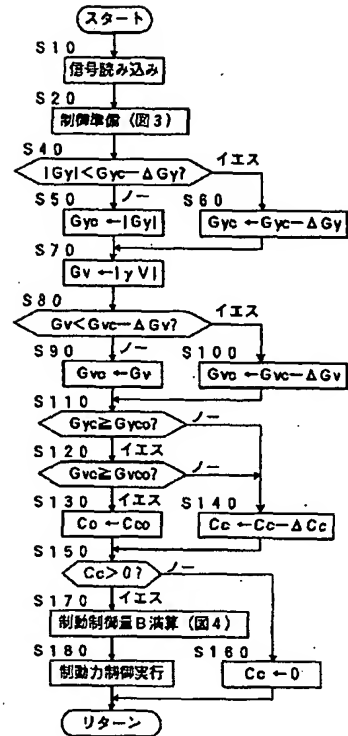 スタート
S10
信号読み込み
S20
制御準備(図3)
S40
|Gy|<Gyc−ΔGy?
イエス
S50
ノー
S60
Gyc←|Gy|
Gyc←Gyc−ΔGy
S70
Gv←|γV|
S80
Gv<Gvc−ΔGv?
イエス
S90
ノー
S100
Gvc←Gv
Gvc←Gvc−ΔGv
S110
Gyc≧Gyco?
ノー
S120
イエス
Gvc≧Gvco?
ノー
S130
イエス
S140
Cc←Cco
Cc←Cc−ΔCc
S150
Cc>0?
ノー
S170
イエス
制動制御量B演算(図4)
S180
S160
制動力制御実行
Cc←0
リターン